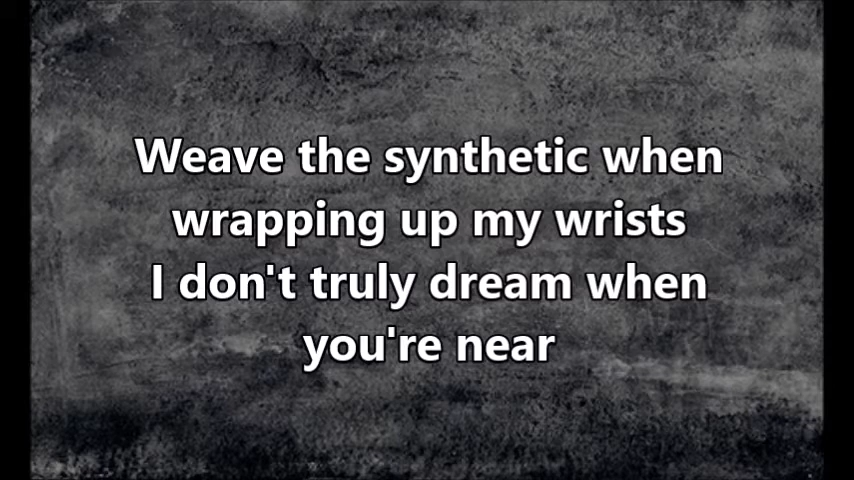 Weave the synthetic when
wrapping up my wrists
I don't truly dream when
you're near